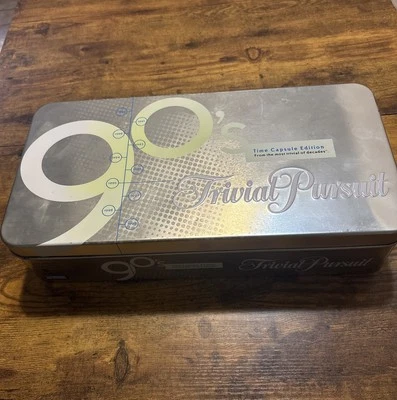 90's
Time Capsule Edition
From the most trivial of decades
Trivial Pursuit
90's
Trivial Pursuit